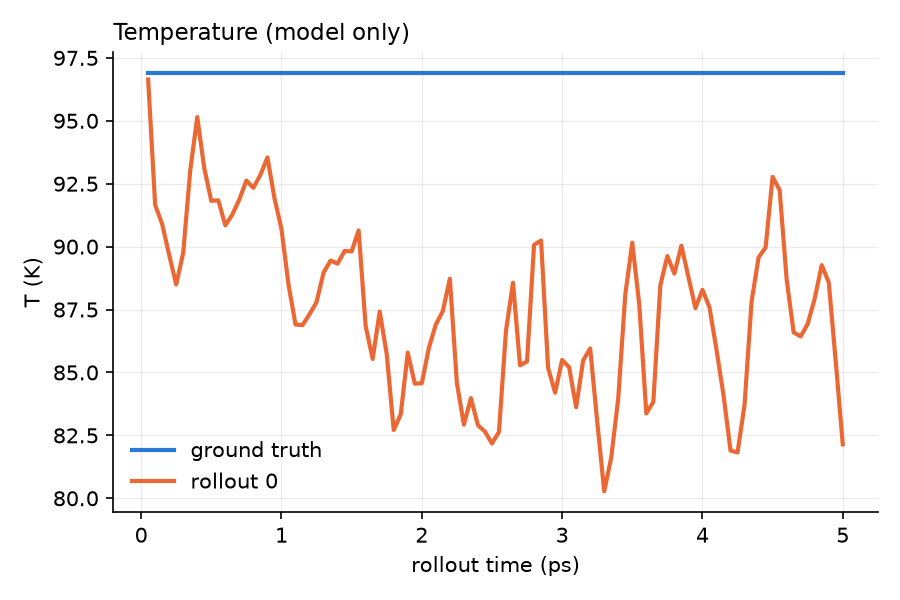 Temperature (model only)
T (K)
97.5
95.0
92.5
90.0
87.5
85.0
82.5
80.0
ground truth
rollout 0
0 1 2 3 4 5
rollout time (ps)